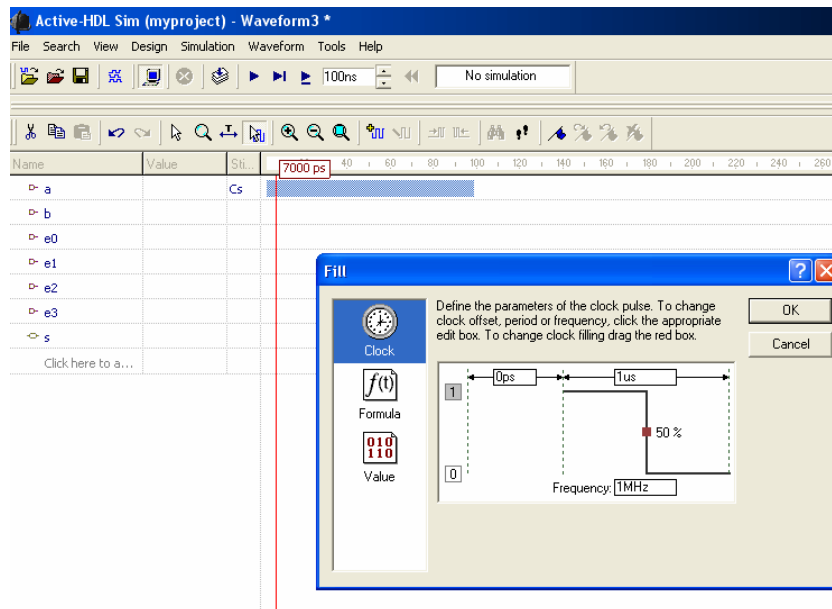 Active-HDL Sim (myproject) - Waveform3 *
File Search View Design Simulation Waveform Tools Help
100ns No simulation
Name Value Sti... 40 60 80 100 120 140 160 180 200 220 240 260
7000 ps
a Cs
b
e0
e1
e2
e3
s
Click here to a...
Fill
Clock
f(t)
Formula
010
110
Value
Define the parameters of the clock pulse. To change
clock offset, period or frequency, click the appropriate
edit box. To change clock filling drag the red box.
0ps 1us
1
50 %
0
Frequency: 1MHz
OK
Cancel